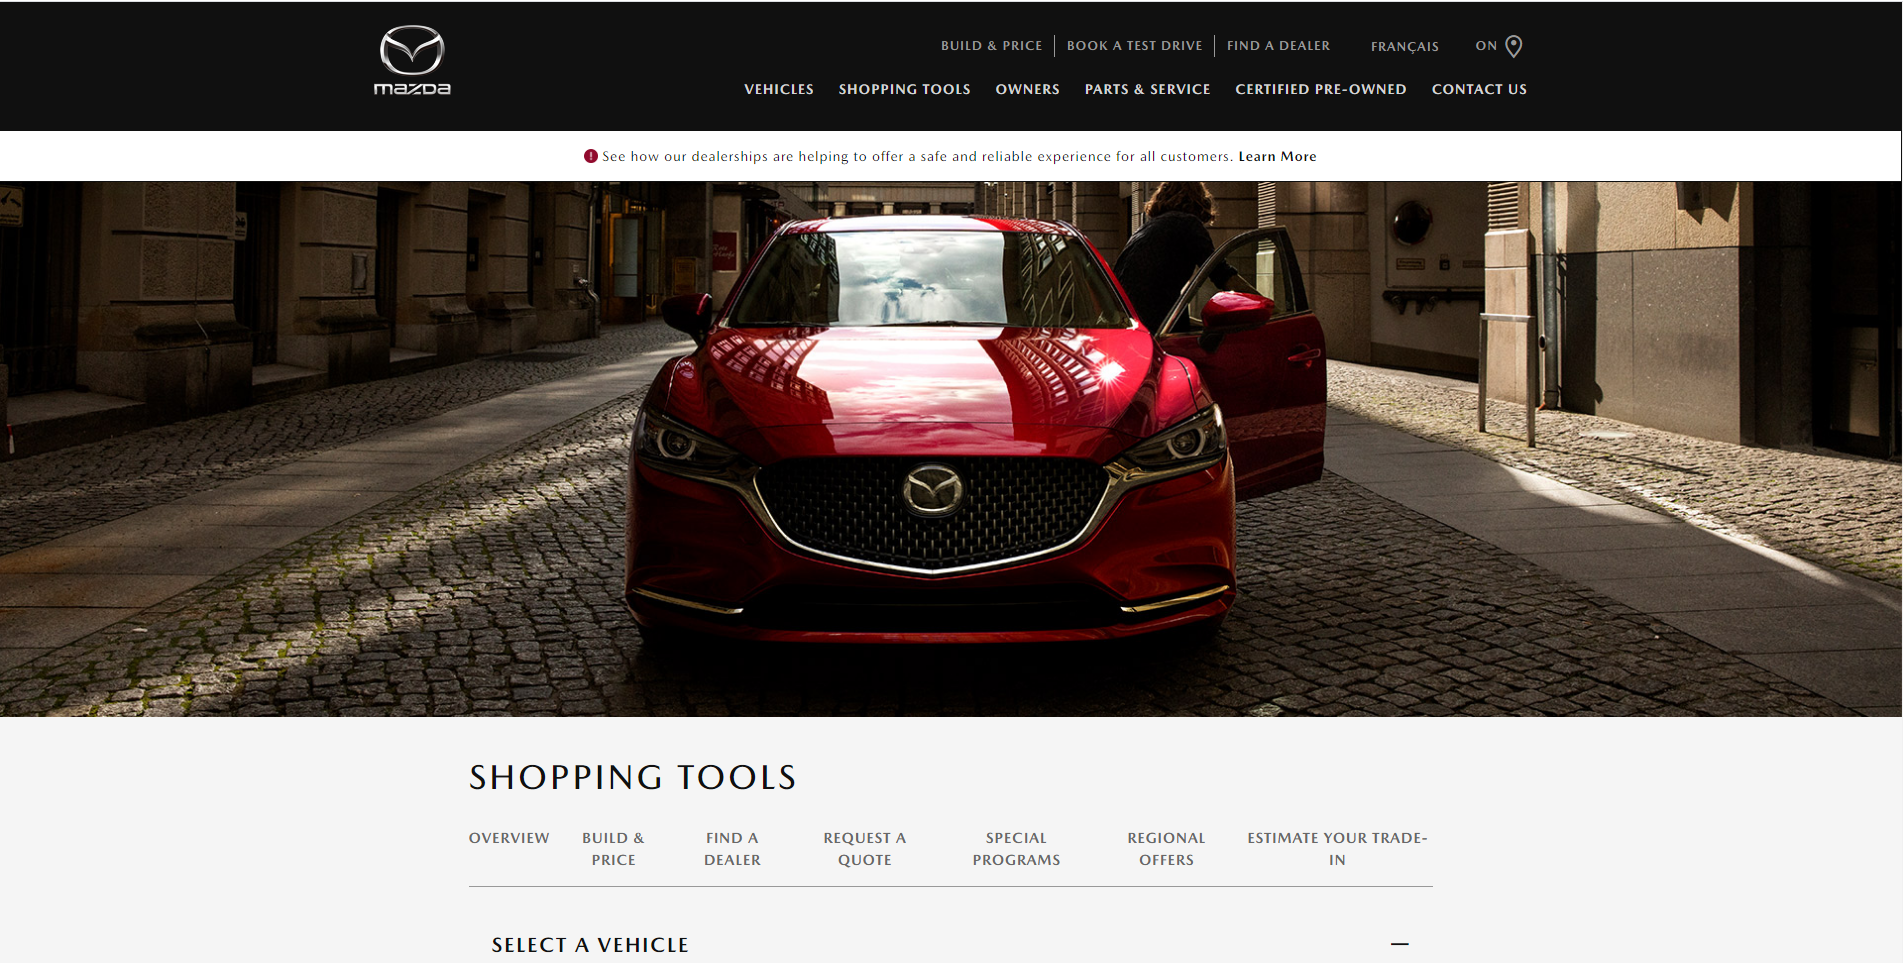 mazda
BUILD & PRICE
BOOK A TEST DRIVE
FIND A DEALER
FRANÇAIS
ON
VEHICLES
SHOPPING TOOLS
OWNERS
PARTS & SERVICE
CERTIFIED PRE-OWNED
CONTACT US
See how our dealerships are helping to offer a safe and reliable experience for all customers. Learn More
SHOPPING TOOLS
OVERVIEW
BUILD &
PRICE
FIND A
DEALER
REQUEST A
QUOTE
SPECIAL
PROGRAMS
REGIONAL
OFFERS
ESTIMATE YOUR TRADE-
IN
SELECT A VEHICLE